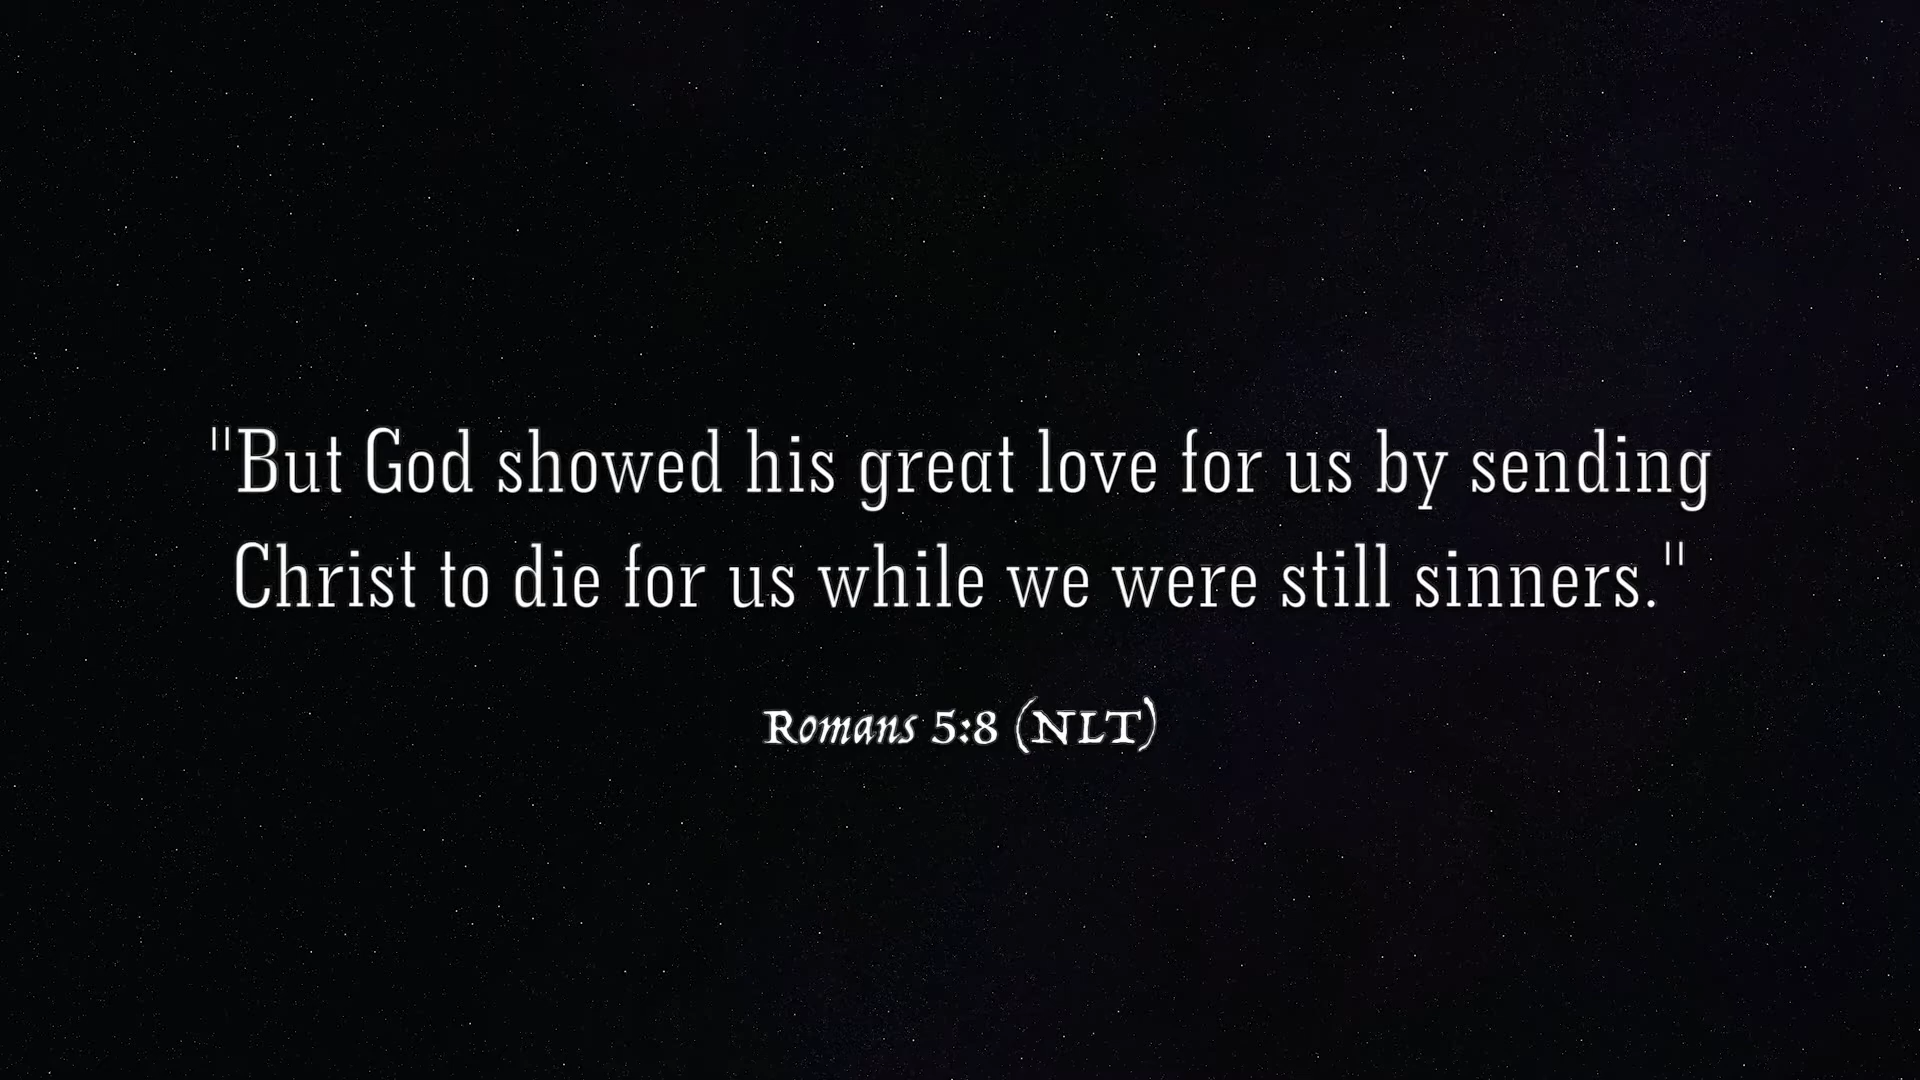 "But God showed his great love for us by sending
Christ to die for us while we were still sinners."
Romans 5:8 (NLT)